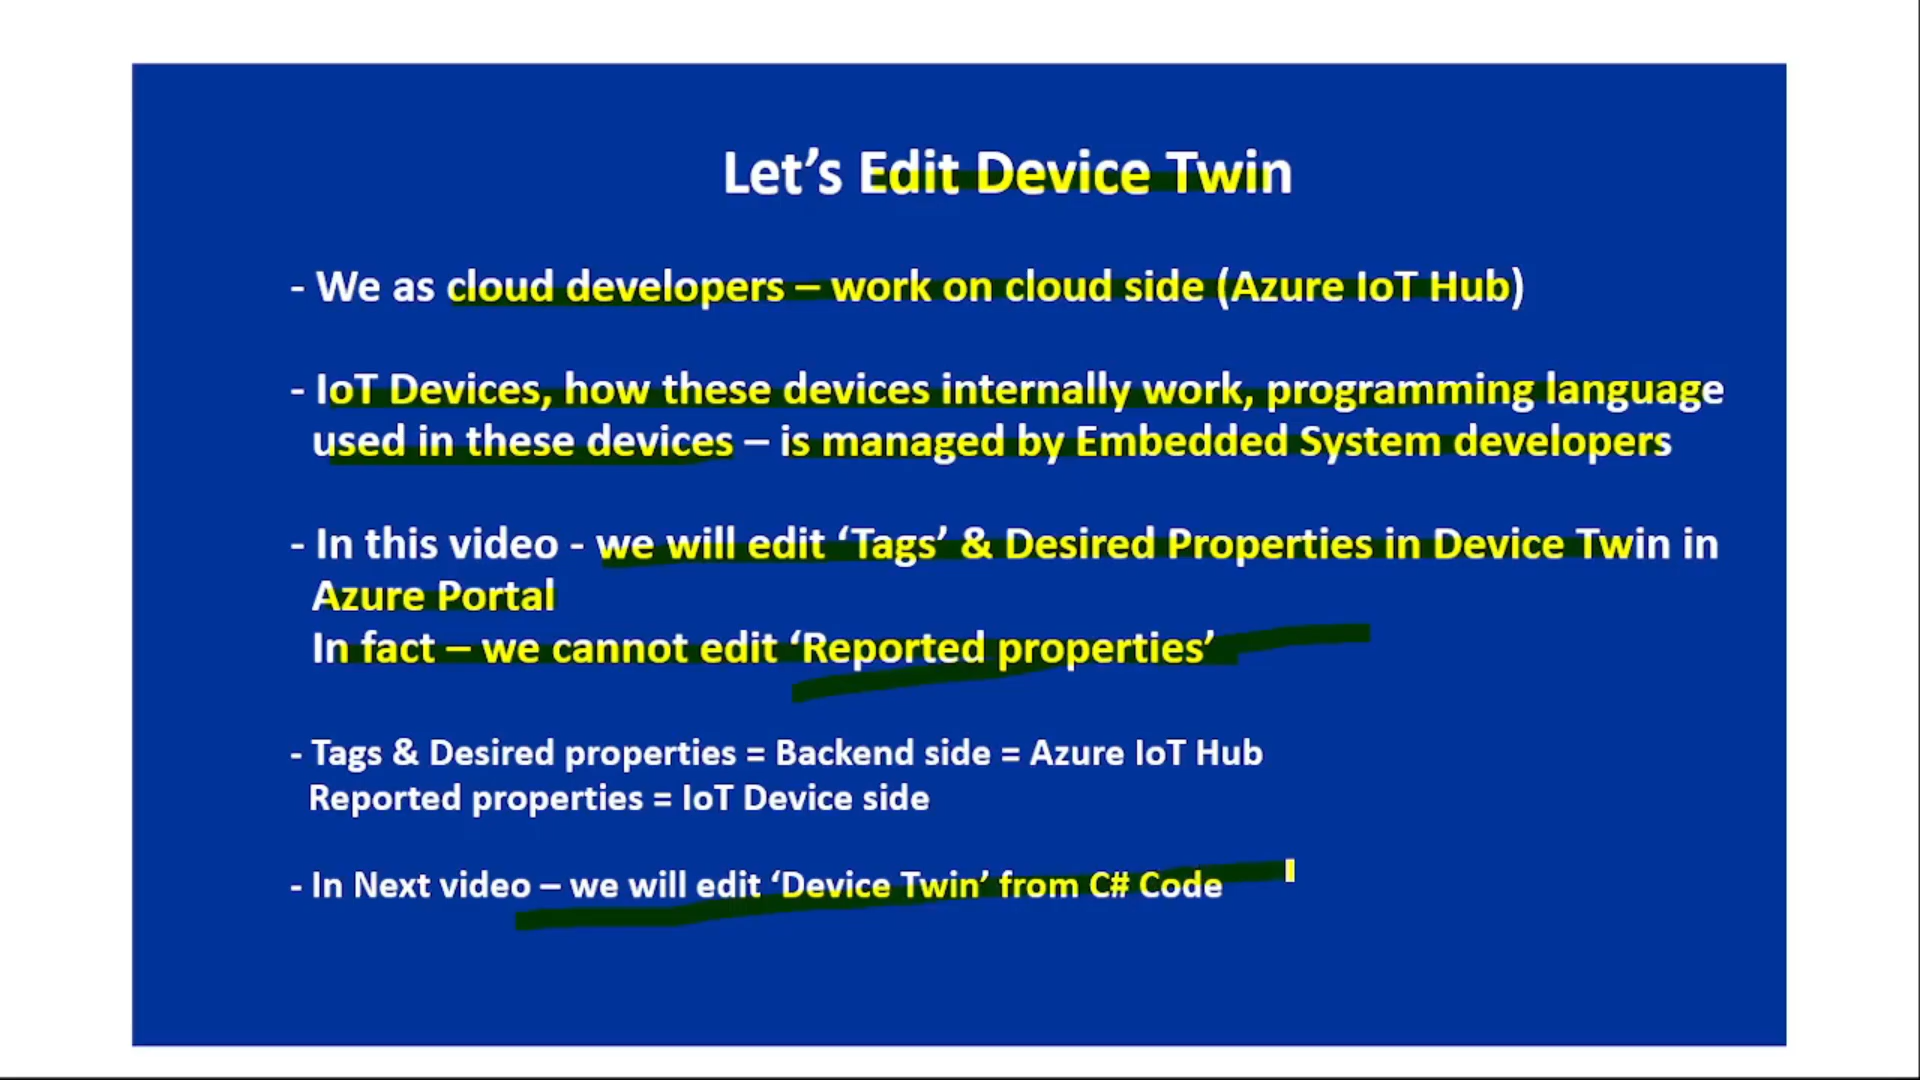 Let’s Edit Device Twin
- We as cloud developers – work on cloud side (Azure IoT Hub)
- IoT Devices, how these devices internally work, programming language
used in these devices – is managed by Embedded System developers
- In this video - we will edit ‘Tags’ & Desired Properties in Device Twin in
Azure Portal
In fact – we cannot edit ‘Reported properties’
- Tags & Desired properties = Backend side = Azure IoT Hub
Reported properties = IoT Device side
- In Next video – we will edit ‘Device Twin’ from C# Code